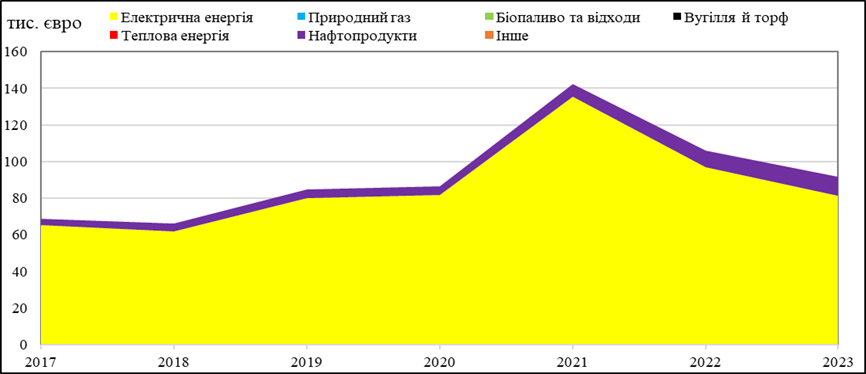 тис. євро
Електрична енергія Природний газ Біопаливо та відходи Вугілля й торф
Теплова енергія Нафтопродукти Інше
160
140
120
100
80
60
40
20
0
2017 2018 2019 2020 2021 2022 2023